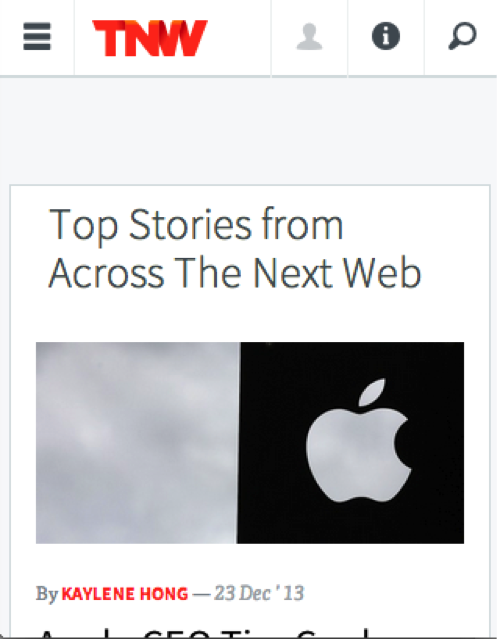 TNW
Top Stories from
Across The Next Web
By KAYLENE HONG — 23 Dec '13